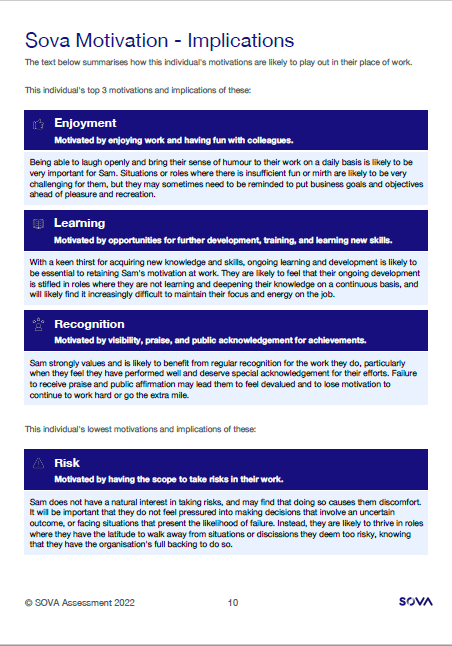 Sova Motivation - Implications
The text below summarises how this individual's motivations are likely to play out in their place of work.
This individual's top 3 motivations and implications of these:
Enjoyment
Motivated by enjoying work and having fun with colleagues.
Being able to laugh openly and bring their sense of humour to their work on a daily basis is likely to be
very important for Sam. Situations or roles where there is insufficient fun or mirth are likely to be very
challenging for them, but they may sometimes need to be reminded to put business goals and objectives
ahead of pleasure and recreation.
Learning
Motivated by opportunities for further development, training, and learning new skills.
With a keen thirst for acquiring new knowledge and skills, ongoing learning and development is likely to
be essential to retaining Sam's motivation at work. They are likely to feel that their ongoing development
is stifled in roles where they are not learning and deepening their knowledge on a continuous basis, and
will likely find it increasingly difficult to maintain their focus and energy on the job.
Recognition
Motivated by visibility, praise, and public acknowledgement for achievements.
Sam strongly values and is likely to benefit from regular recognition for the work they do, particularly
when they feel they have performed well and deserve special acknowledgement for their efforts. Failure
to receive praise and public affirmation may lead them to feel devalued and to lose motivation to
continue to work hard or go the extra mile.
This individual's lowest motivations and implications of these:
Risk
Motivated by having the scope to take risks in their work.
Sam does not have a natural interest in taking risks, and may find that doing so causes them discomfort.
It will be important that they do not feel pressured into making decisions that involve an uncertain
outcome, or facing situations that present the likelihood of failure. Instead, they are likely to thrive in roles
where they have the latitude to walk away from situations or discissions they deem too risky, knowing
that they have the organisation's full backing to do so.
© SOVA Assessment 2022
10
SOVA